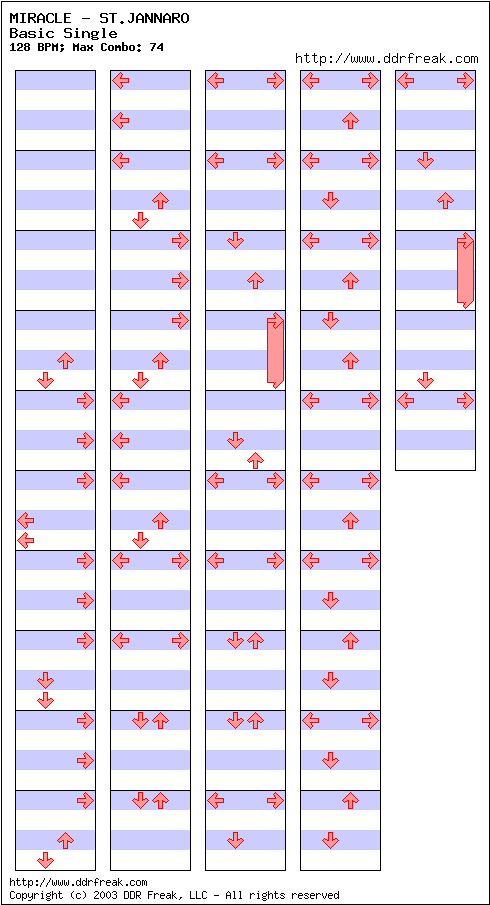 MIRACLE - ST.JANNARO
Basic Single
128 BPM; Max Combo: 74
http://www.ddrfreak.com
http://www.ddrfreak.com
Copyright (c) 2003 DDR Freak, LLC - All rights reserved